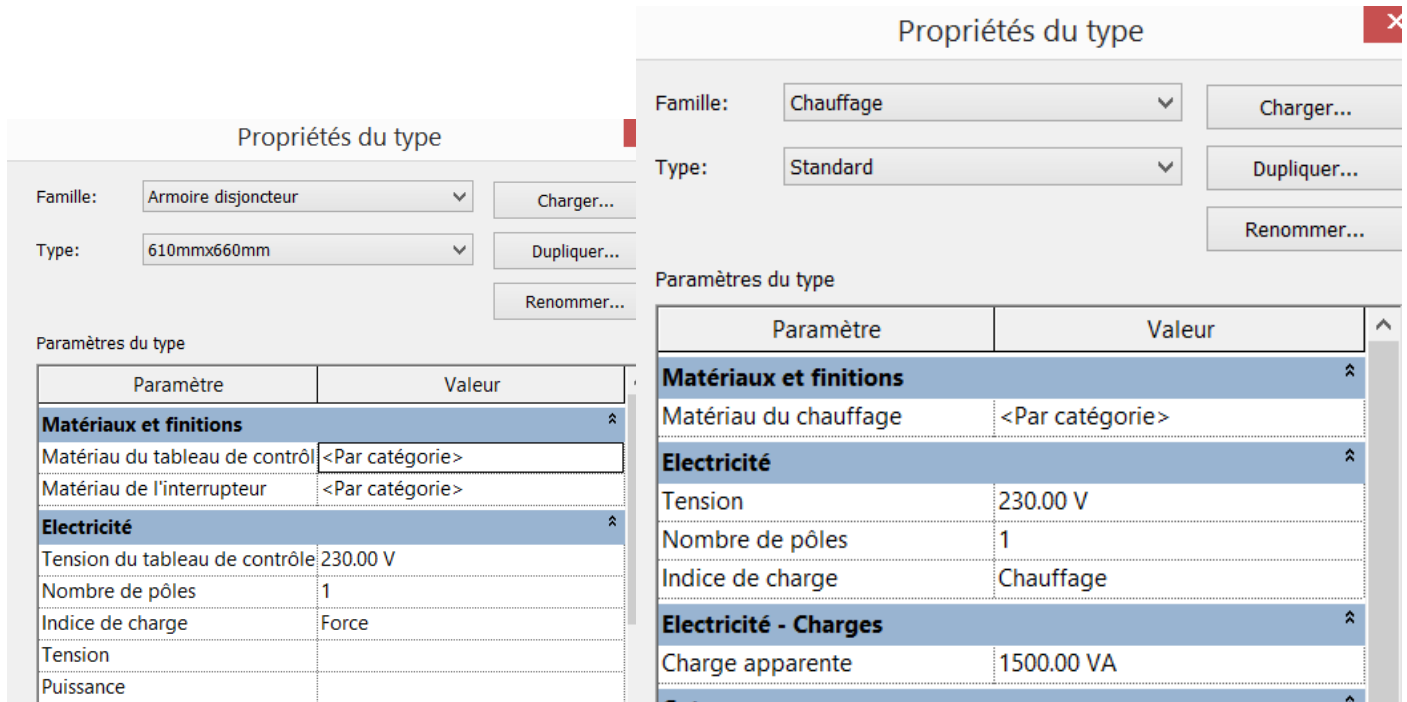 Propriétés du type
Famille: Armoire disjoncteur Charger...
Type: 610mmx660mm Dupliquer...
Renommer...
Paramètres du type
Paramètre Valeur
Matériaux et finitions
Matériau du tableau de contrôl <Par catégorie>
Matériau de l'interrupteur <Par catégorie>
Electricité
Tension du tableau de contrôle 230.00 V
Nombre de pôles 1
Indice de charge Force
Tension
Puissance
Propriétés du type
Famille: Chauffage Charger...
Type: Standard Dupliquer...
Renommer...
Paramètres du type
Paramètre Valeur
Matériaux et finitions
Matériau du chauffage <Par catégorie>
Electricité
Tension 230.00 V
Nombre de pôles 1
Indice de charge Chauffage
Electricité - Charges
Charge apparente 1500.00 VA